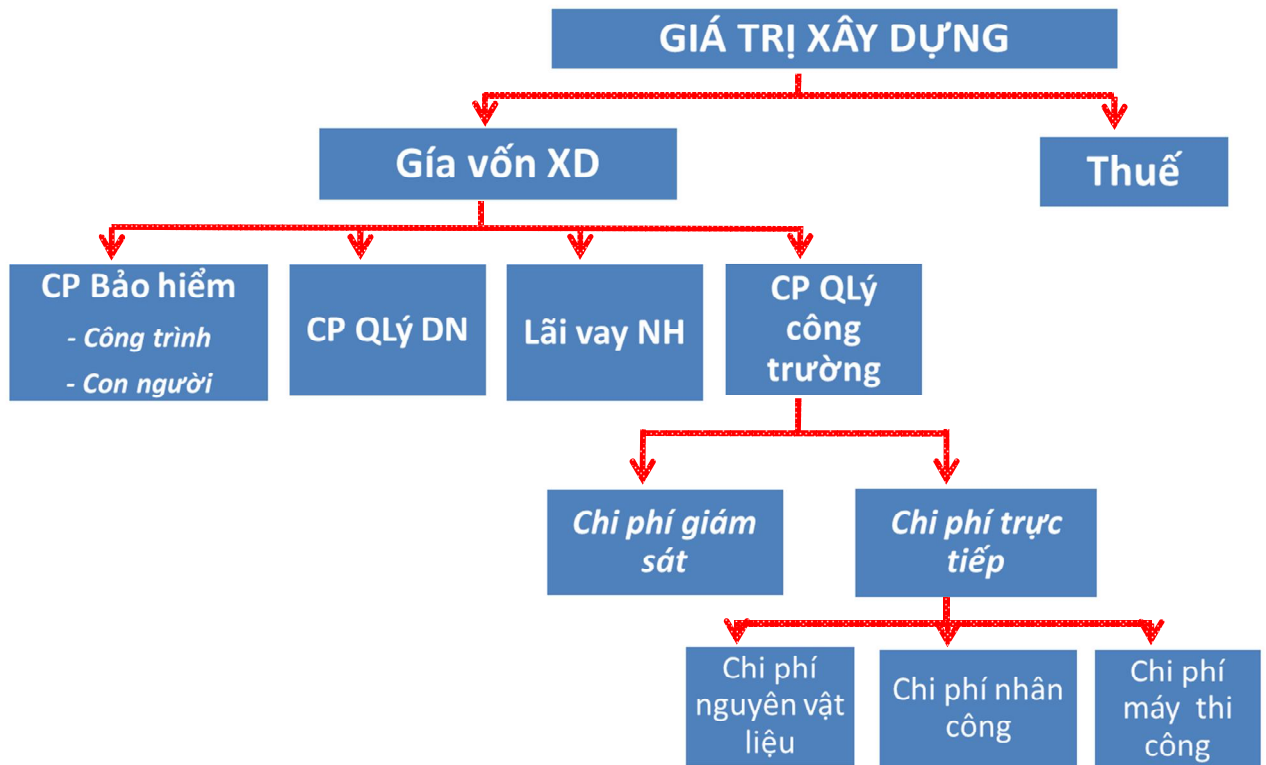 GIÁ TRỊ XÂY DỰNG
Gía vốn XD
Thuế
CP Bảo hiểm
- Công trình
- Con người
CP QLý DN
Lãi vay NH
CP QLý
công
trường
Chi phí giám
sát
Chi phí trực
tiếp
Chi phí
nguyên vật
liệu
Chi phí nhân
công
Chi phí
máy thi
công